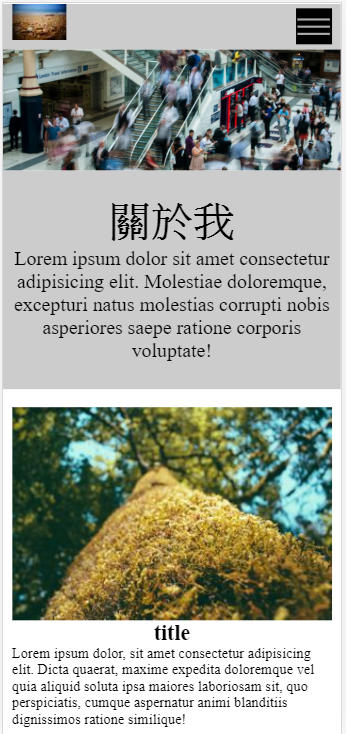 關於我
Lorem ipsum dolor sit amet consectetur
adipisicing elit. Molestiae doloremque,
excepturi natus molestias corrupti nobis
asperiores saepe ratione corporis
voluptate!
title
Lorem ipsum dolor, sit amet consectetur adipisicing
elit. Dicta quaerat, maxime expedita doloremque vel
quia aliquid soluta ipsa maiores laboriosam sit, quo
perspiciatis, cumque aspernatur animi blanditiis
dignissimos ratione similique!